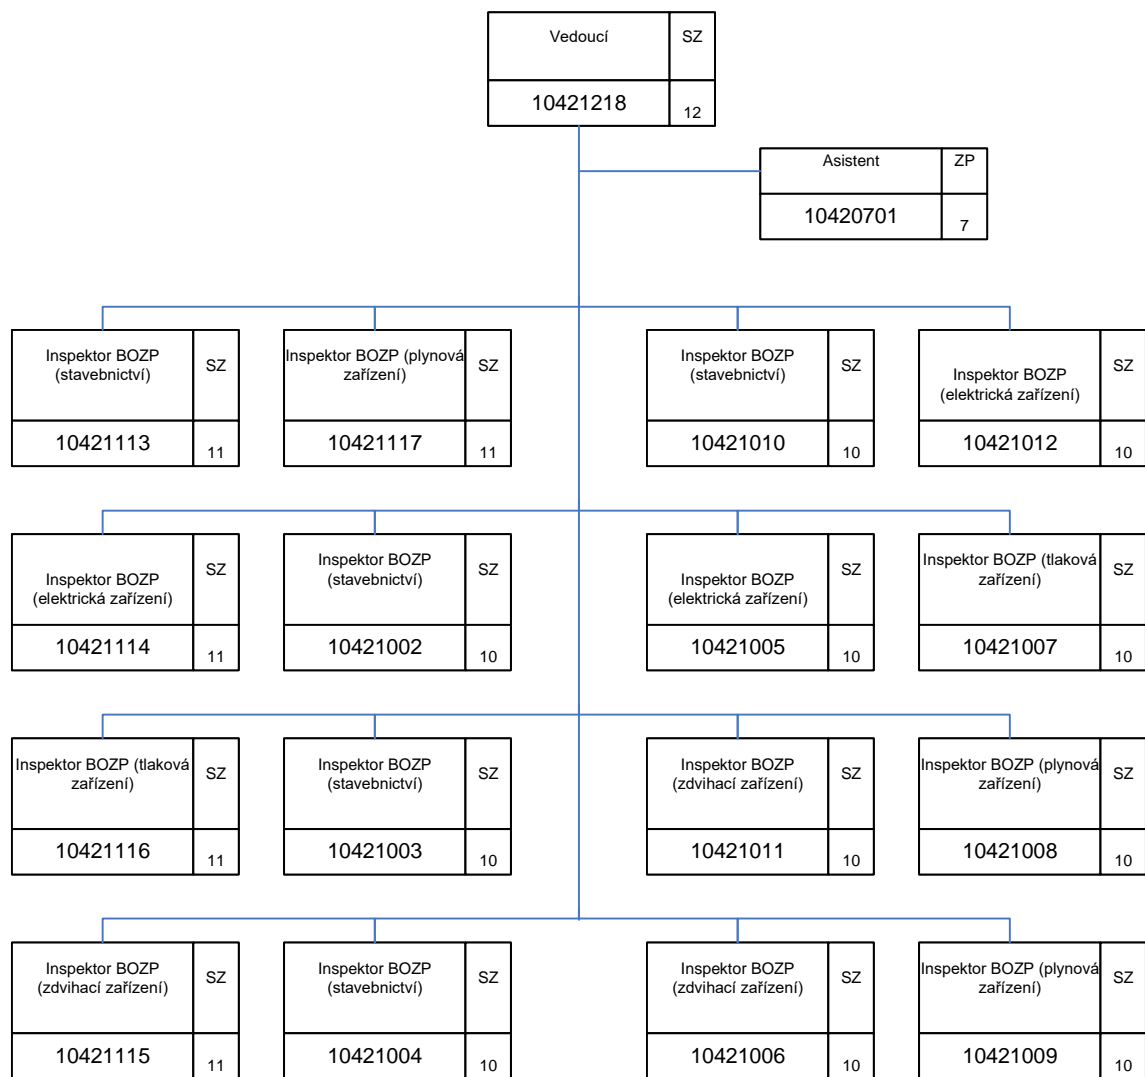 Vedoucí
SZ
10421218
12
Asistent
ZP
10420701
7
Inspektor BOZP
(stavebnictví)
SZ
10421113
11
Inspektor BOZP (plynová
zařízení)
SZ
10421117
11
Inspektor BOZP
(stavebnictví)
SZ
10421010
10
Inspektor BOZP
(elektrická zařízení)
SZ
10421012
10
Inspektor BOZP
(elektrická zařízení)
SZ
10421114
11
Inspektor BOZP
(stavebnictví)
SZ
10421002
10
Inspektor BOZP
(elektrická zařízení)
SZ
10421005
10
Inspektor BOZP (tlaková
zařízení)
SZ
10421007
10
Inspektor BOZP (tlaková
zařízení)
SZ
10421116
11
Inspektor BOZP
(stavebnictví)
SZ
10421003
10
Inspektor BOZP
(zdvihací zařízení)
SZ
10421011
10
Inspektor BOZP (plynová
zařízení)
SZ
10421008
10
Inspektor BOZP
(zdvihací zařízení)
SZ
10421115
11
Inspektor BOZP
(stavebnictví)
SZ
10421004
10
Inspektor BOZP
(zdvihací zařízení)
SZ
10421006
10
Inspektor BOZP (plynová
zařízení)
SZ
10421009
10